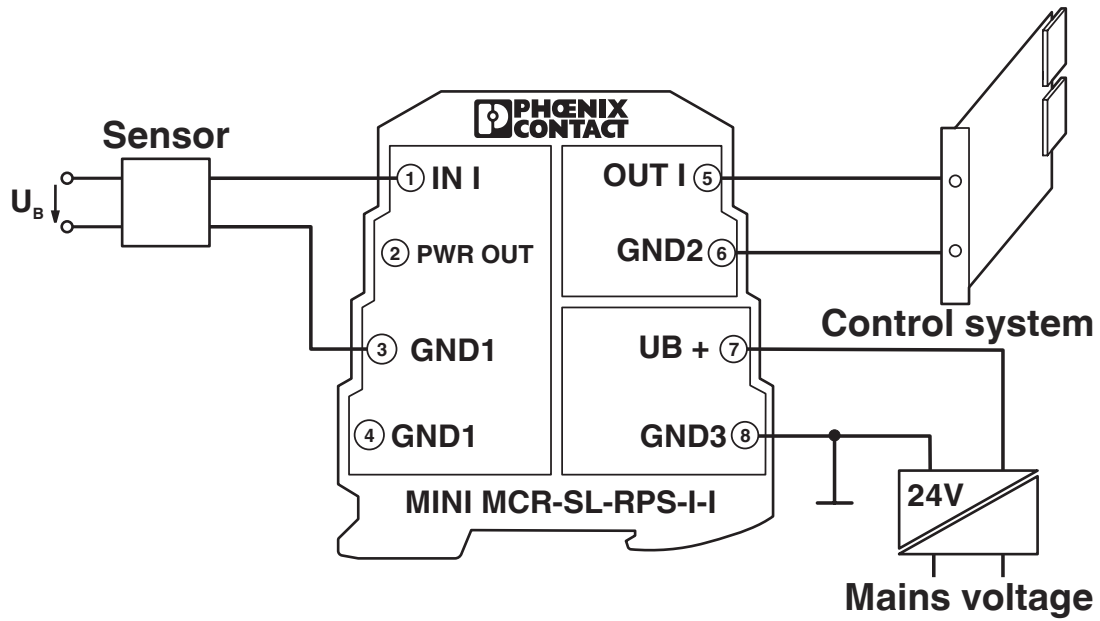 PHŒNIX
CONTACT
Sensor
U_B
1 IN I
2 PWR OUT
3 GND1
4 GND1
OUT I 5
GND2 6
UB + 7
GND3 8
Control system
24V
MINI MCR-SL-RPS-I-I
Mains voltage